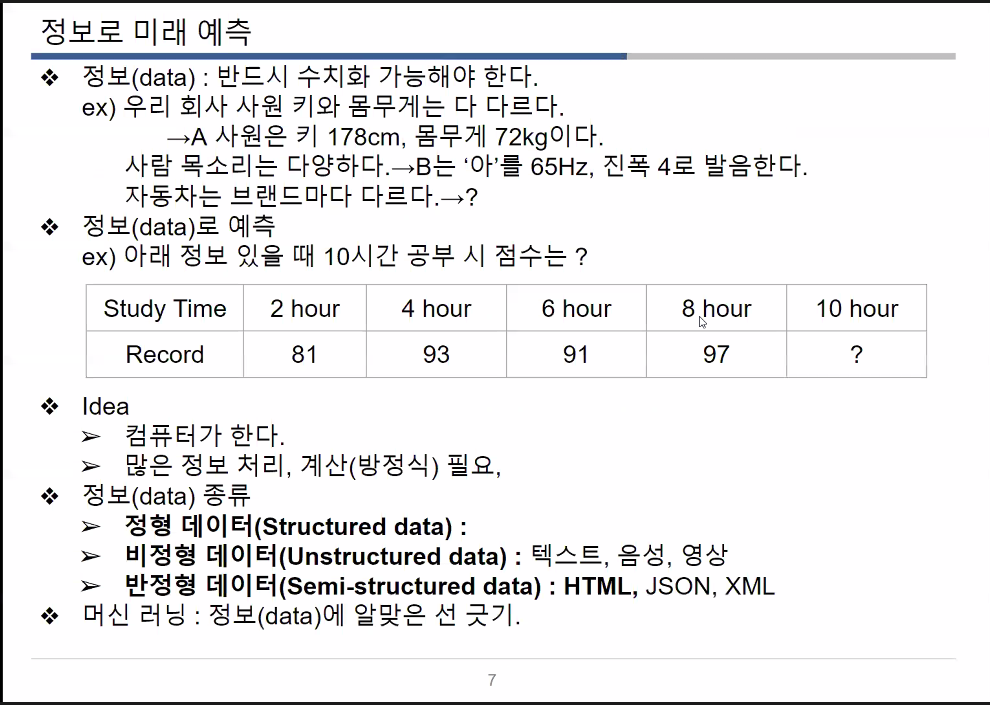 정보로 미래 예측
❖ 정보(data) : 반드시 수치화 가능해야 한다.
ex) 우리 회사 사원 키와 몸무게는 다 다르다.
→A 사원은 키 178cm, 몸무게 72kg이다.
사람 목소리는 다양하다.→B는 ‘아’를 65Hz, 진폭 4로 발음한다.
자동차는 브랜드마다 다르다.→?
❖ 정보(data)로 예측
ex) 아래 정보 있을 때 10시간 공부 시 점수는 ?
Study Time 2 hour 4 hour 6 hour 8 hour 10 hour
Record 81 93 91 97 ?
❖ Idea
➢ 컴퓨터가 한다.
➢ 많은 정보 처리, 계산(방정식) 필요,
❖ 정보(data) 종류
➢ 정형 데이터(Structured data) :
➢ 비정형 데이터(Unstructured data) : 텍스트, 음성, 영상
➢ 반정형 데이터(Semi-structured data) : HTML, JSON, XML
❖ 머신 러닝 : 정보(data)에 알맞은 선 긋기.
7